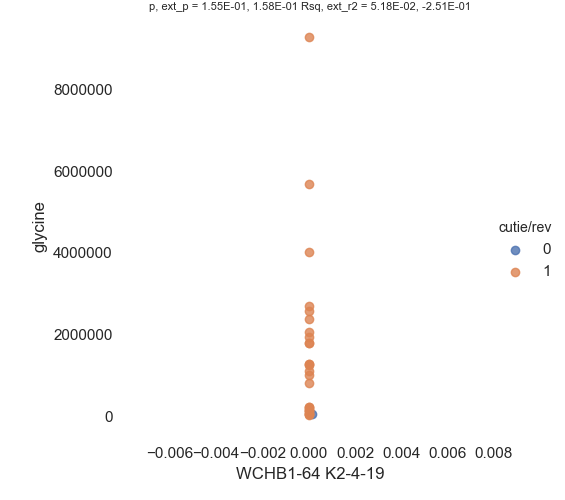 p, ext_p = 1.55E-01, 1.58E-01 Rsq, ext_r2 = 5.18E-02, -2.51E-01
8000000
6000000
4000000
2000000
0
glycine
cutie/rev
0
1
−0.006 −0.004 −0.002 0.000 0.002 0.004 0.006 0.008
WCHB1-64 K2-4-19